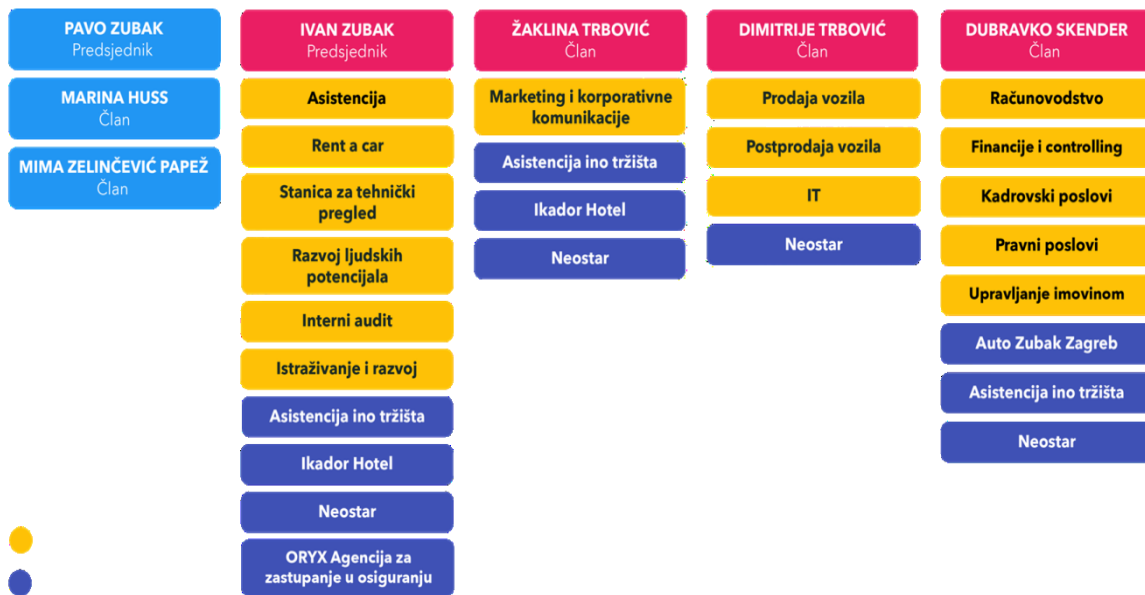 PAVO ZUBAK
Predsjednik
MARINA HUSS
Član
MIMA ZELINČEVIĆ PAPEŽ
Član
IVAN ZUBAK
Predsjednik
Asistencija
Rent a car
Stanica za tehnički
pregled
Razvoj ljudskih
potencijala
Interni audit
Istraživanje i razvoj
Asistencija ino tržišta
Ikador Hotel
Neostar
ORYX Agencija za
zastupanje u osiguranju
ŽAKLINA TRBOVIĆ
Član
Marketing i korporativne
komunikacije
Asistencija ino tržišta
Ikador Hotel
Neostar
DIMITRIJE TRBOVIĆ
Član
Prodaja vozila
Postprodaja vozila
IT
Neostar
DUBRAVKO SKENDER
Član
Računovodstvo
Financije i controlling
Kadrovski poslovi
Pravni poslovi
Upravljanje imovinom
Auto Zubak Zagreb
Asistencija ino tržišta
Neostar